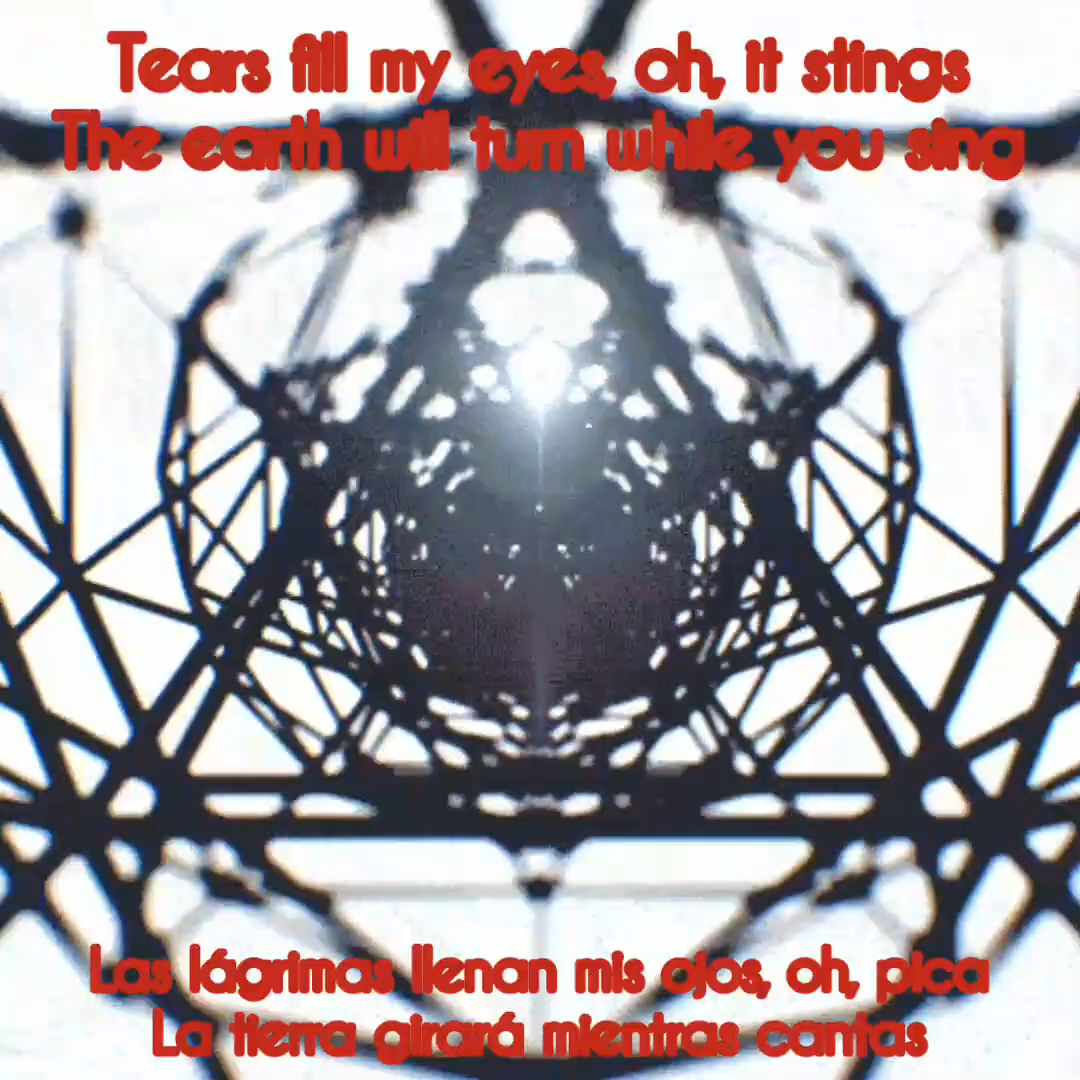 Tears fill my eyes, oh, it stings
The earth will turn while you sing
Las lágrimas llenan mis ojos, oh, pica
La tierra girará mientras cantas